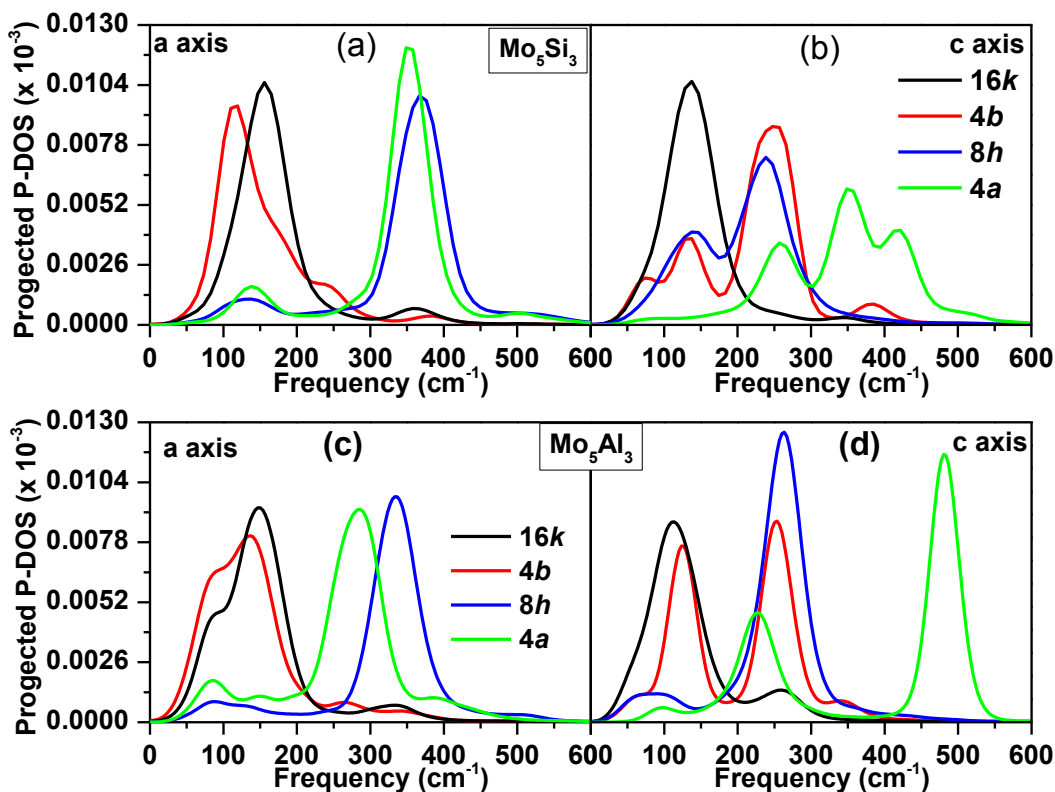 Progected P-DOS (x 10⁻³)
0.0130
0.0104
0.0078
0.0052
0.0026
0.0000
a axis
(a)
Mo₅Si₃
(b)
c axis
16k
4b
8h
4a
0 100 200 300 400 500 600 100 200 300 400 500 600
Frequency (cm⁻¹) Frequency (cm⁻¹)
Progected P-DOS (x 10⁻³)
0.0130
0.0104
0.0078
0.0052
0.0026
0.0000
a axis
(c)
Mo₅Al₃
(d)
c axis
16k
4b
8h
4a
0 100 200 300 400 500 600 100 200 300 400 500 600
Frequency (cm⁻¹) Frequency (cm⁻¹)